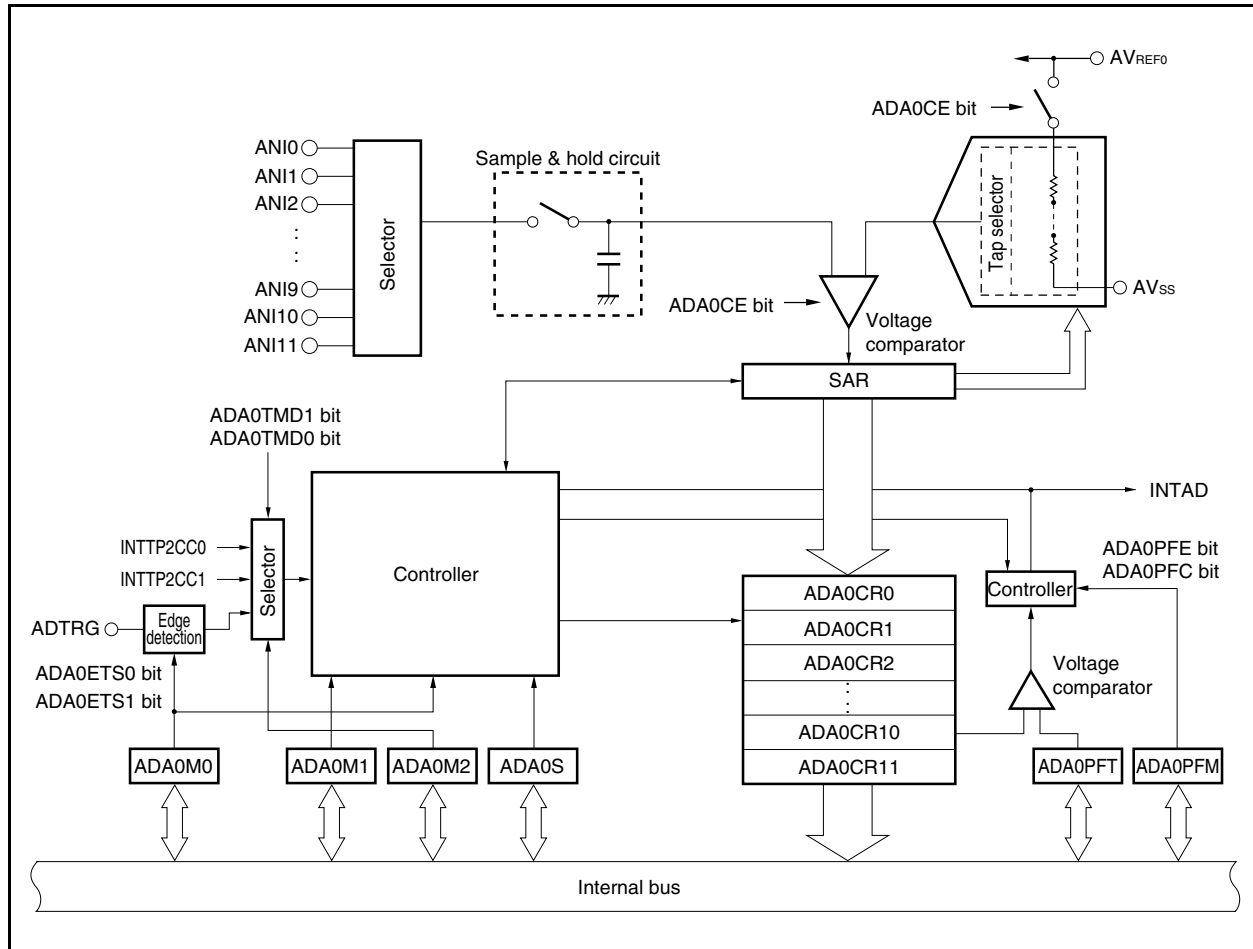 AVREF0
ADA0CE bit
ANI0
ANI1
ANI2
ANI9
ANI10
ANI11
Selector
Sample & hold circuit
Tap selector
AVSS
ADA0CE bit
Voltage
comparator
SAR
ADA0TMD1 bit
ADA0TMD0 bit
INTTP2CC0
INTTP2CC1
Selector
ADTRG
Edge
detection
ADA0ETS0 bit
ADA0ETS1 bit
Controller
INTAD
ADA0PFE bit
ADA0PFC bit
Controller
Voltage
comparator
ADA0CR0
ADA0CR1
ADA0CR2
ADA0CR10
ADA0CR11
ADA0M0
ADA0M1
ADA0M2
ADA0S
ADA0PFT
ADA0PFM
Internal bus